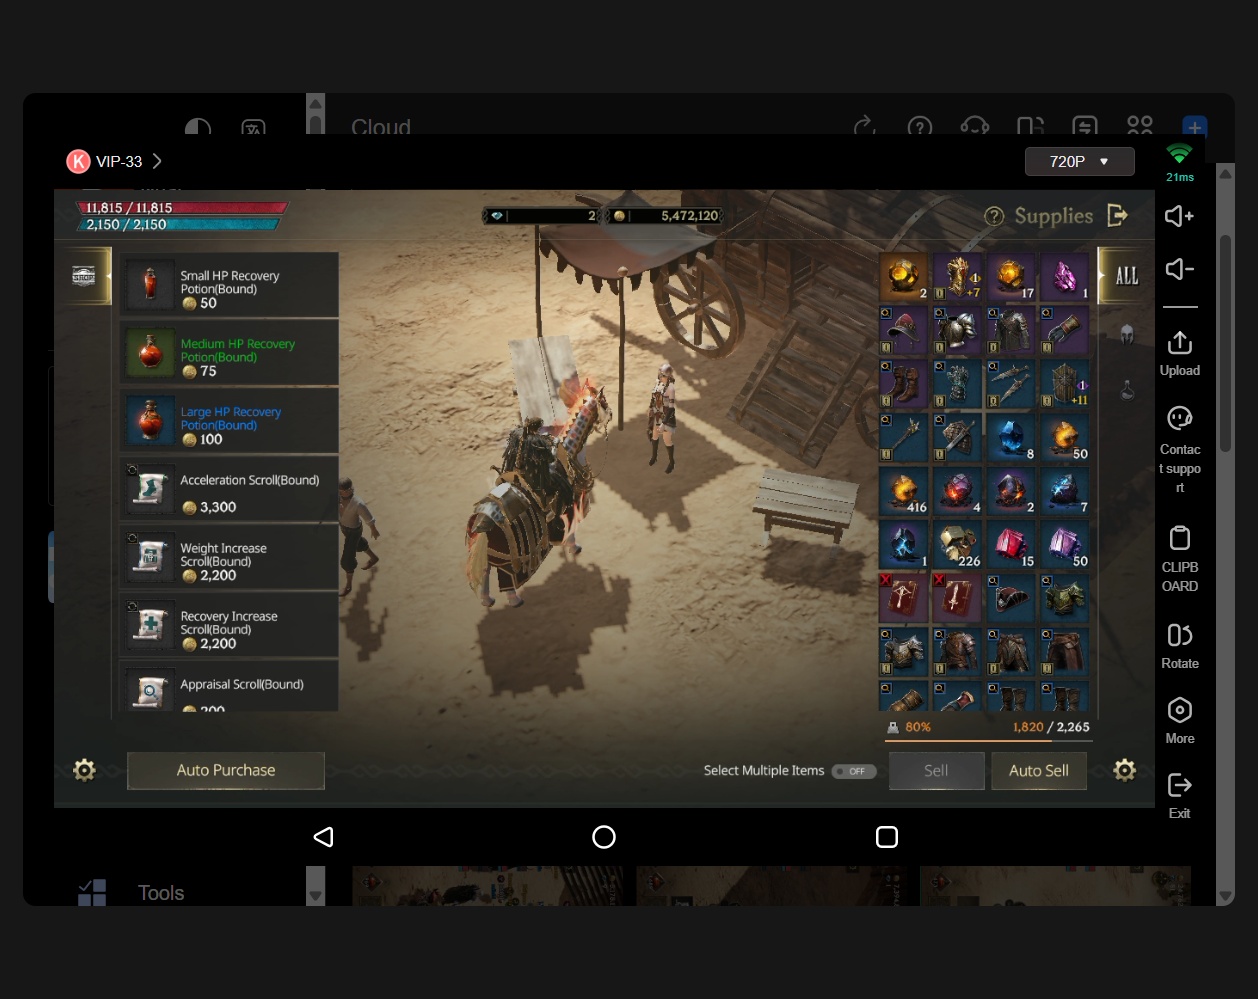 Cloud
VIP-33
720P
21ms
11,815 / 11,815
2,150 / 2,150
2
5,472,120
Supplies
Small HP Recovery
Potion(Bound)
50
Medium HP Recovery
Potion(Bound)
75
Large HP Recovery
Potion(Bound)
100
Acceleration Scroll(Bound)
3,300
Weight Increase
Scroll(Bound)
2,200
Recovery Increase
Scroll(Bound)
2,200
Appraisal Scroll(Bound)
200
ALL
2
1
+7
17
1
1
+11
8
50
416
4
2
7
1
226
15
50
80%
1,820 / 2,265
Auto Purchase
Select Multiple Items
OFF
Sell
Auto Sell
Upload
Contac
t suppo
rt
CLIPB
OARD
Rotate
More
Exit
Tools